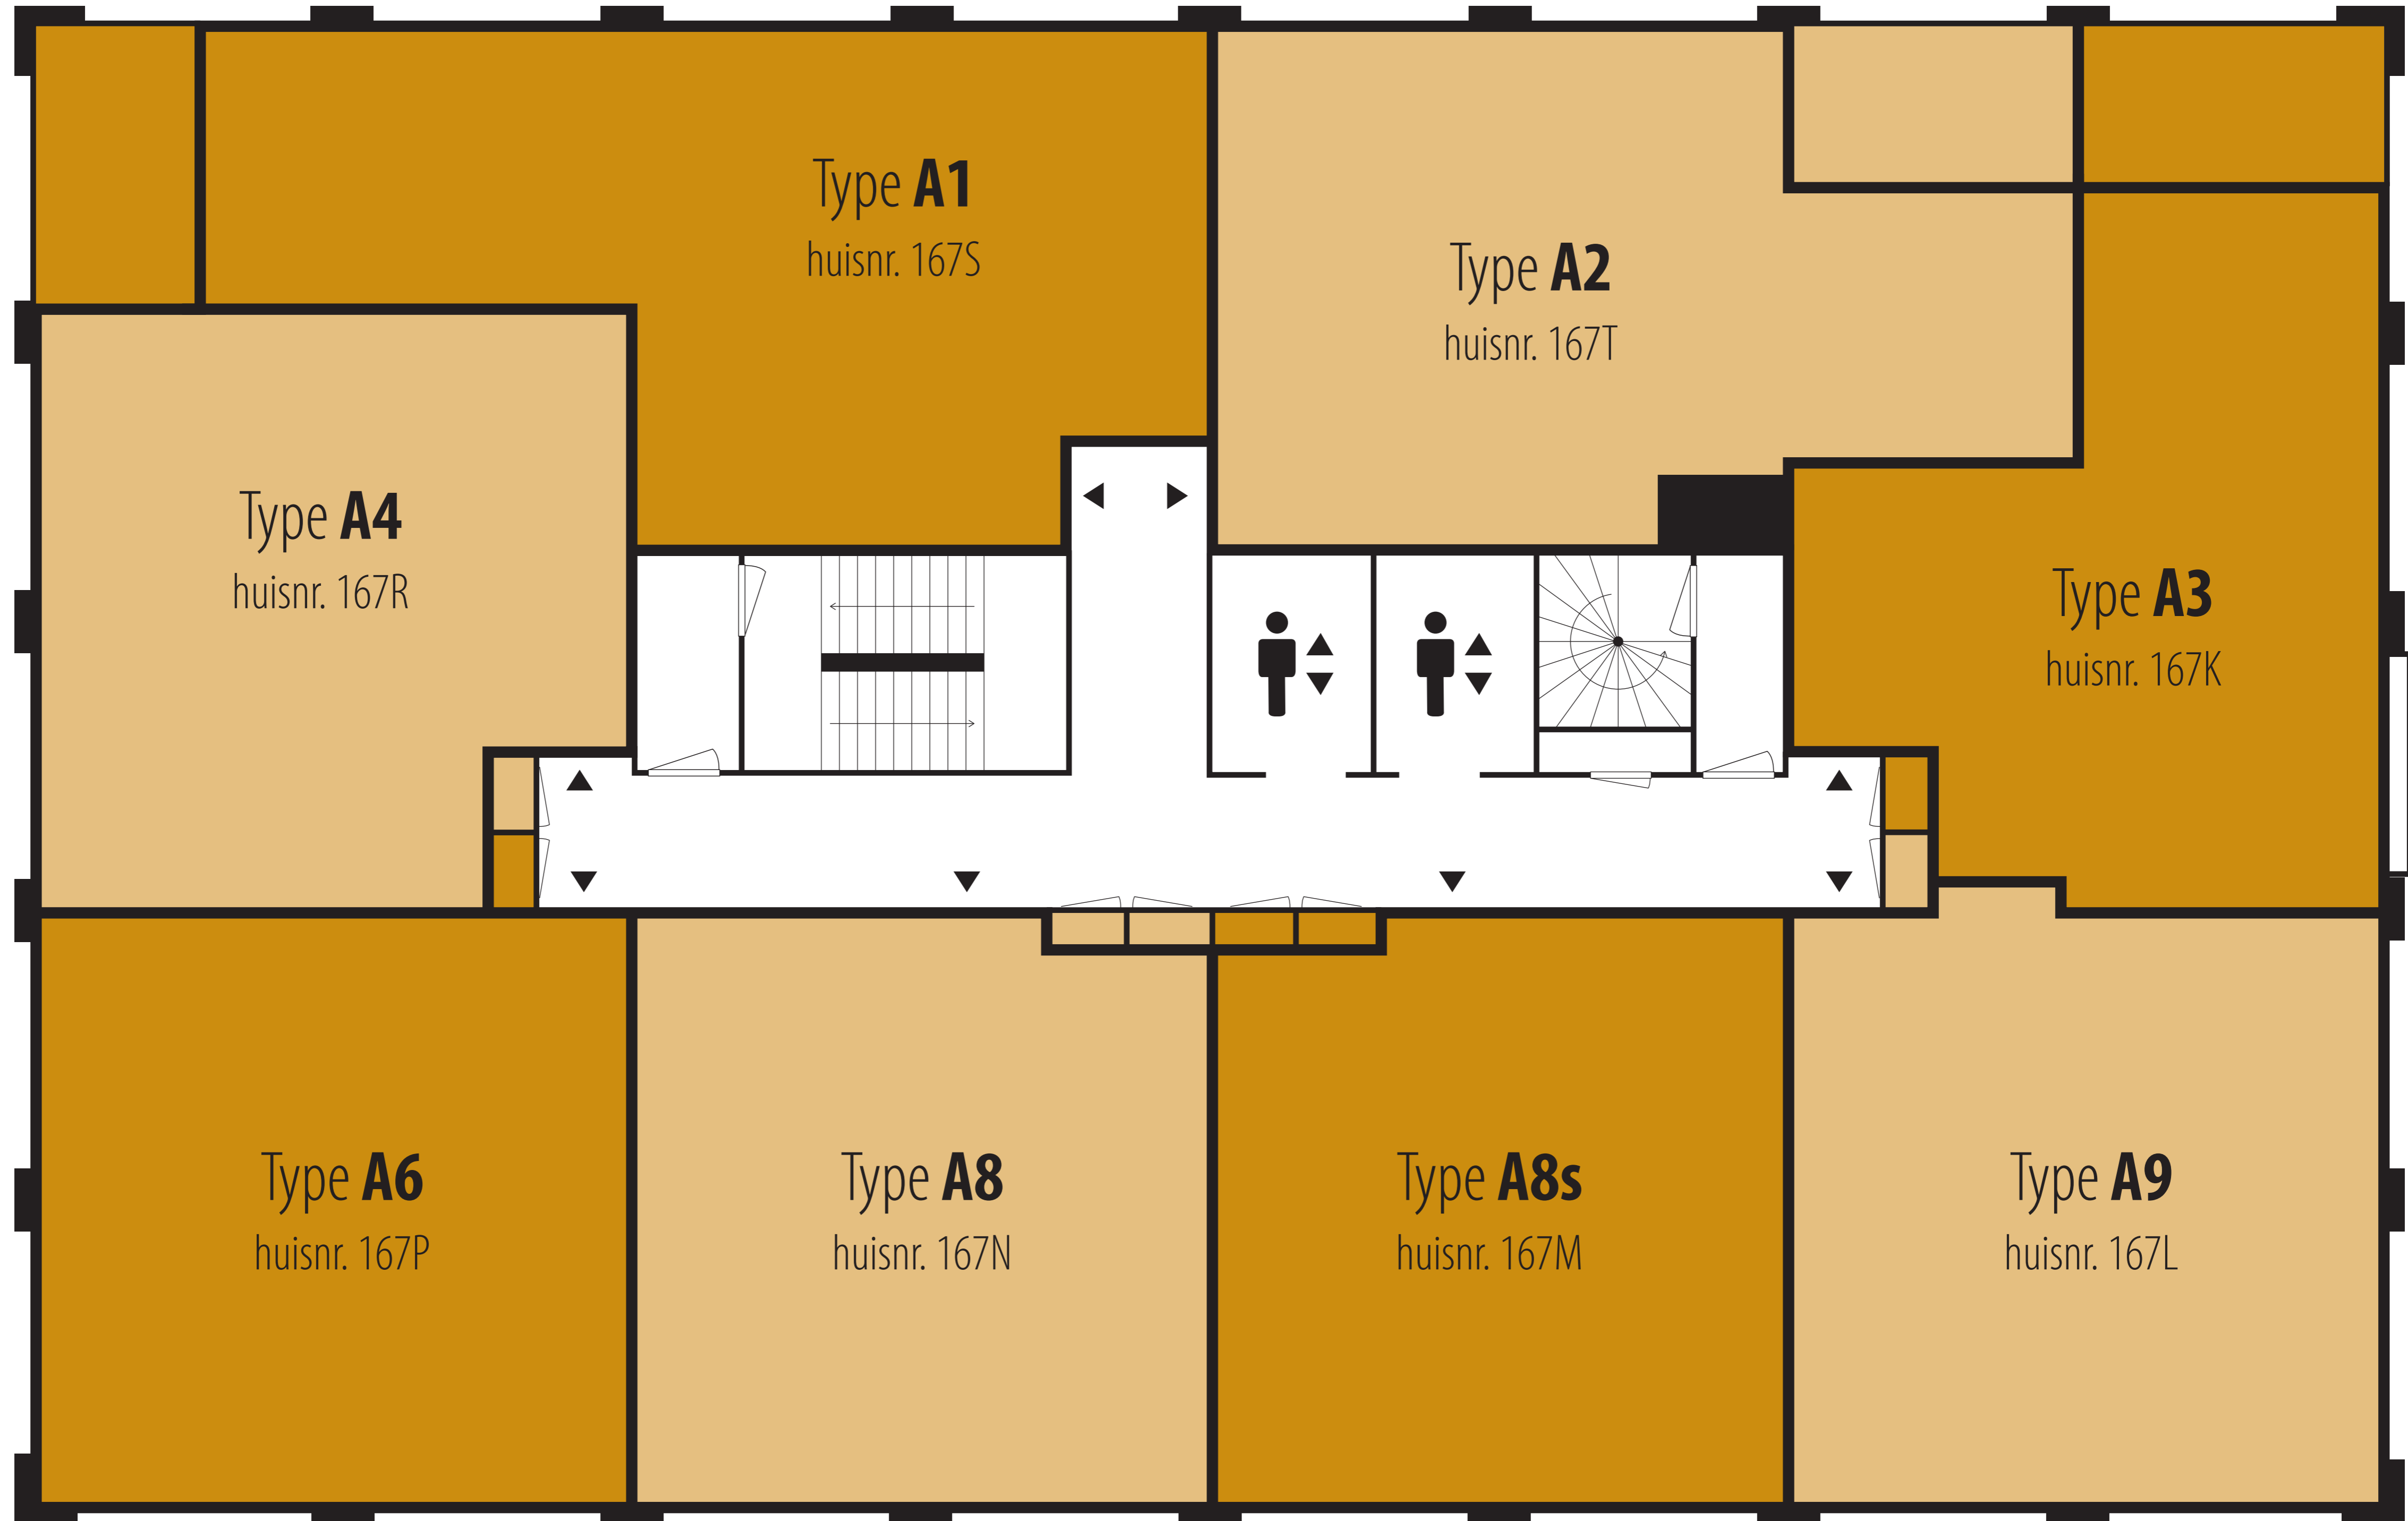 Type A1
huisnr. 167S
Type A2
huisnr. 167T
Type A4
huisnr. 167R
Type A3
huisnr. 167K
Type A6
huisnr. 167P
Type A8
huisnr. 167N
Type A8s
huisnr. 167M
Type A9
huisnr. 167L